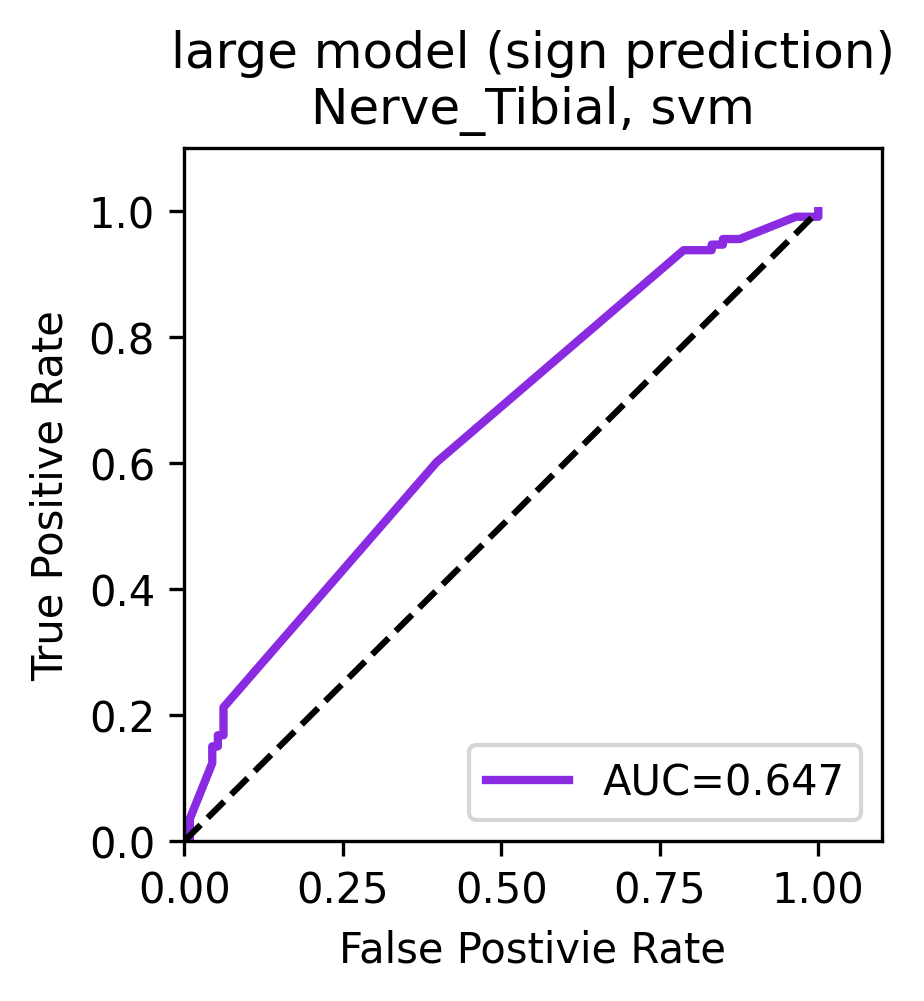 large model (sign prediction)
Nerve_Tibial, svm
True Positive Rate
1.0
0.8
0.6
0.4
0.2
0.0
AUC=0.647
0.00 0.25 0.50 0.75 1.00
False Postivie Rate